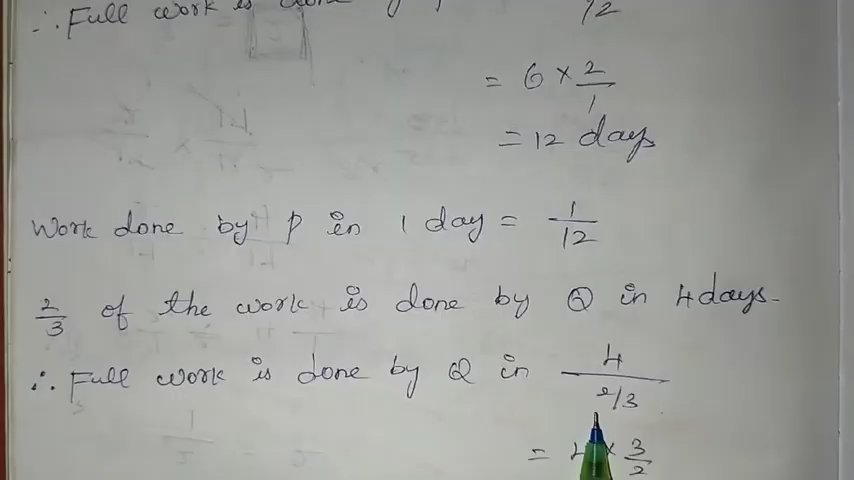 ∴ Full work is done by
= 6 × 2/1
= 12 days
Work done by P in 1 day = 1/12
2/3 of the work is done by Q in 4 days.
∴ Full work is done by Q in 4/(2/3)
= × 3/2